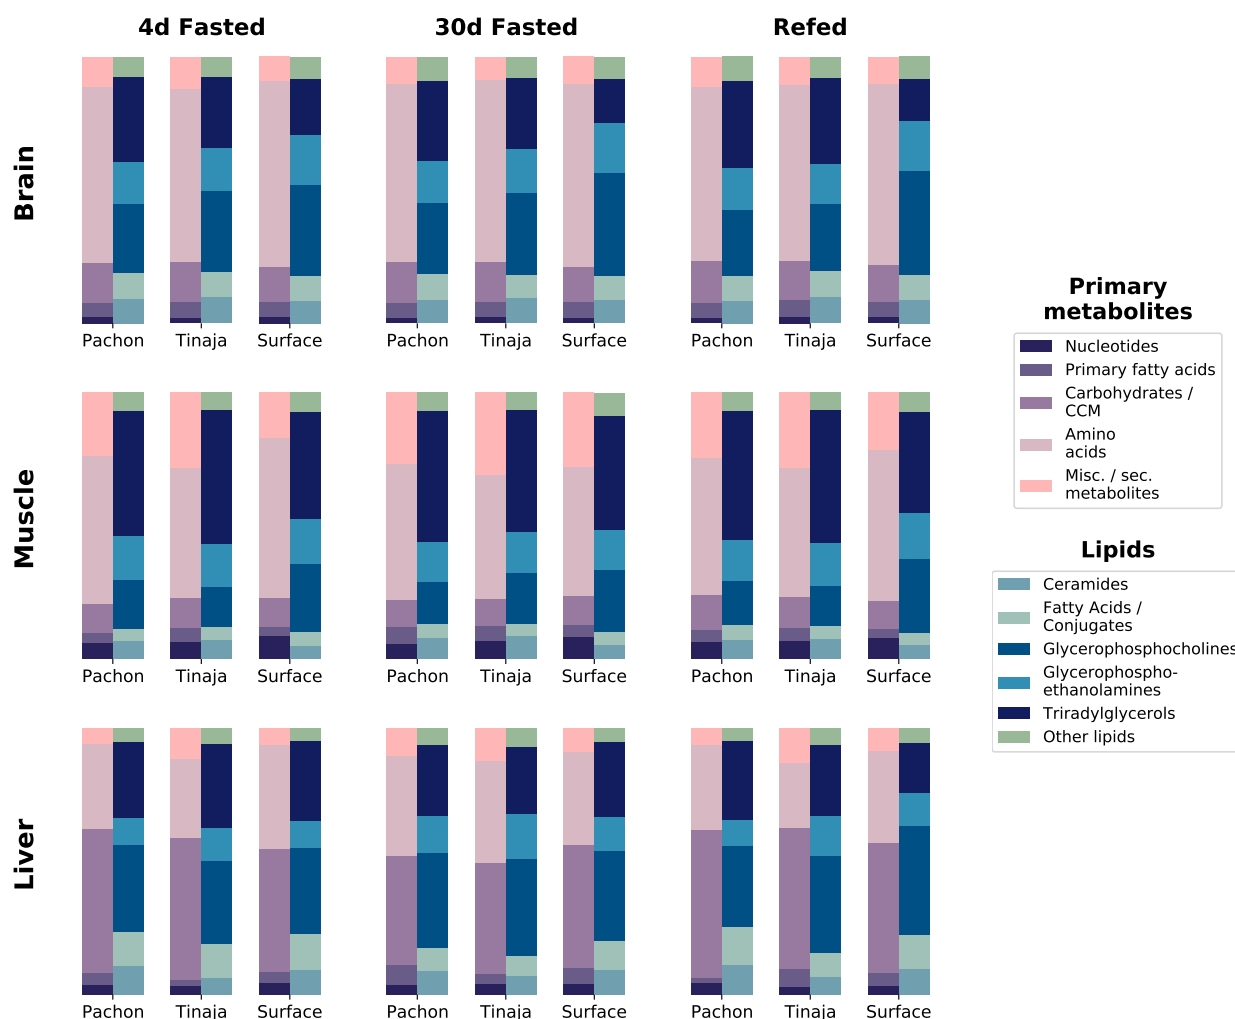 4d Fasted 30d Fasted Refed
Brain
Pachon Tinaja Surface Pachon Tinaja Surface Pachon Tinaja Surface
Muscle
Pachon Tinaja Surface Pachon Tinaja Surface Pachon Tinaja Surface
Liver
Pachon Tinaja Surface Pachon Tinaja Surface Pachon Tinaja Surface
Primary
metabolites
Nucleotides
Primary fatty acids
Carbohydrates /
CCM
Amino
acids
Misc. / sec.
metabolites
Lipids
Ceramides
Fatty Acids /
Conjugates
Glycerophosphocholines
Glycerophospho-
ethanolamines
Triradylglycerols
Other lipids